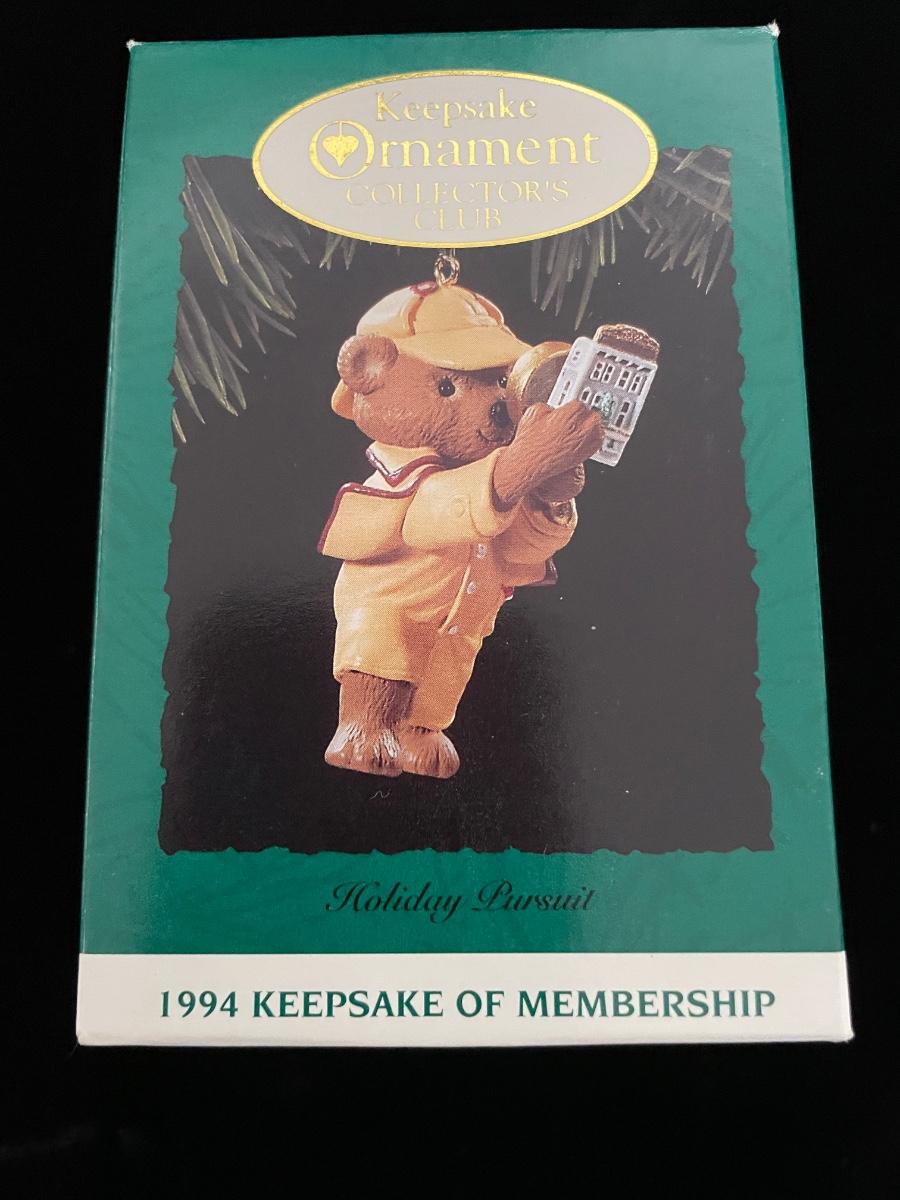 Keepsake
Ornament
COLLECTOR'S
CLUB
Holiday Pursuit
1994 KEEPSAKE OF MEMBERSHIP